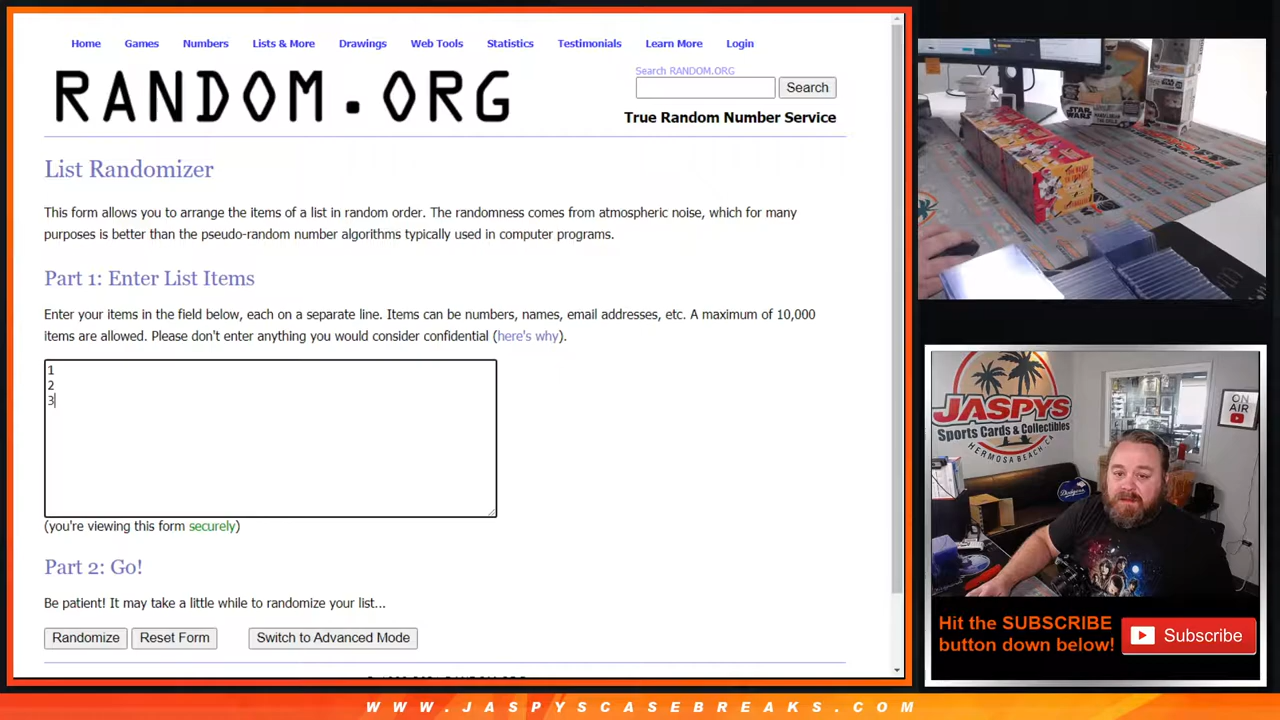 Home Games Numbers Lists & More Drawings Web Tools Statistics Testimonials Learn More Login
RANDOM.ORG
Search RANDOM.ORG
Search
True Random Number Service
List Randomizer
This form allows you to arrange the items of a list in random order. The randomness comes from atmospheric noise, which for many
purposes is better than the pseudo-random number algorithms typically used in computer programs.
Part 1: Enter List Items
Enter your items in the field below, each on a separate line. Items can be numbers, names, email addresses, etc. A maximum of 10,000
items are allowed. Please don't enter anything you would consider confidential (here's why).
1
2
3
(you're viewing this form securely)
Part 2: Go!
Be patient! It may take a little while to randomize your list...
Randomize Reset Form Switch to Advanced Mode
STAR
WARS
JASPYS
Sports Cards & Collectibles
HERMOSA BEACH, CA
ON
AIR
Dodgers
Hit the SUBSCRIBE
button down below!
Subscribe
WWW.JASPYSCASEBREAKS.COM